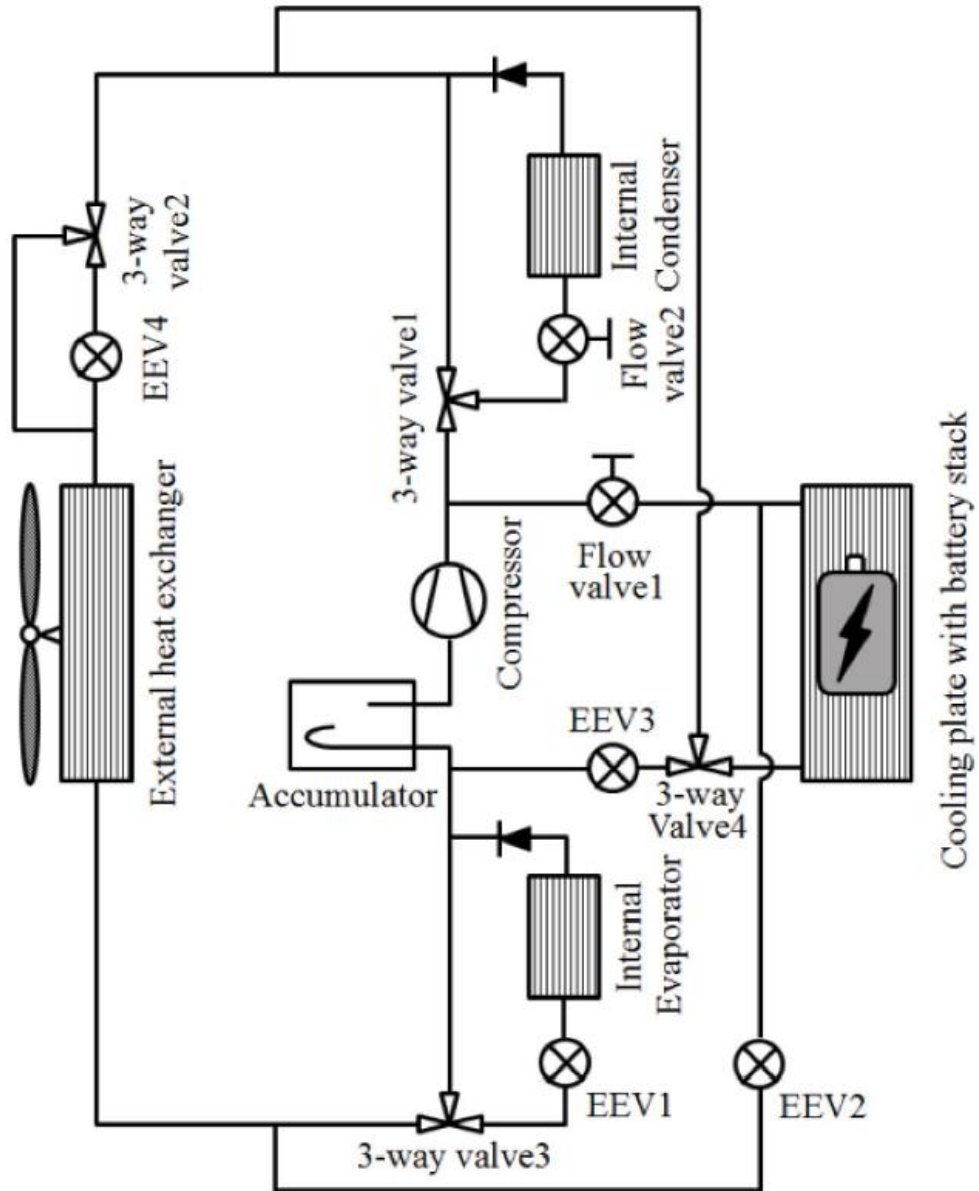 3-way
valve2
EEV4
External heat exchanger
Internal
Condenser
Flow
valve2
3-way valve1
Compressor
Flow
valve1
Accumulator
EEV3
3-way
Valve4
Cooling plate with battery stack
Internal
Evaporator
EEV1
EEV2
3-way valve3